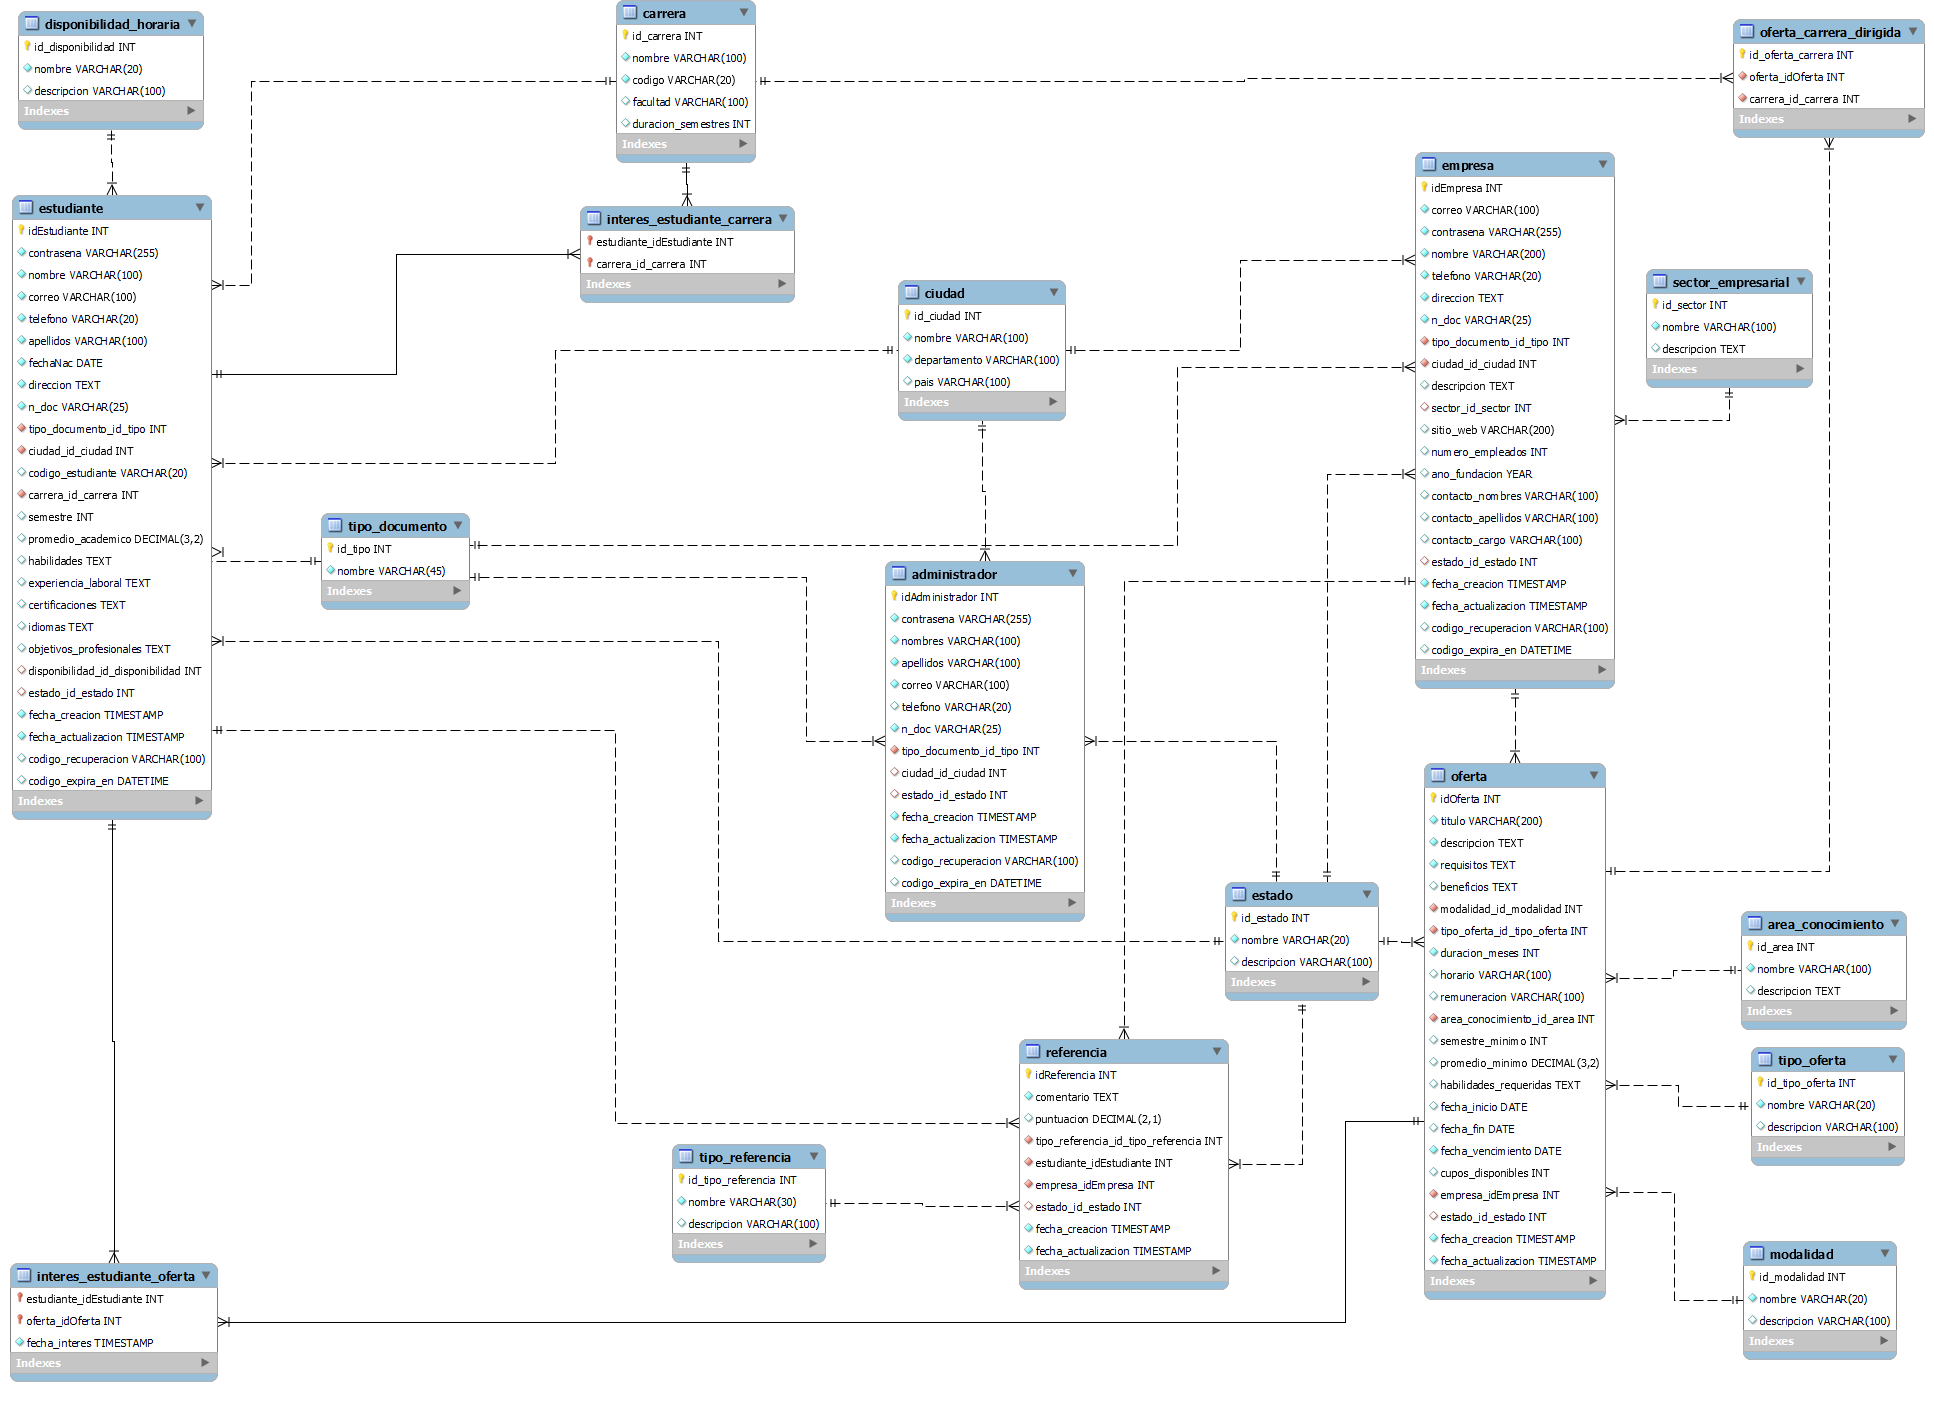 disponibilidad_horaria
id_disponibilidad INT
nombre VARCHAR(20)
descripcion VARCHAR(100)
Indexes
carrera
id_carrera INT
nombre VARCHAR(100)
codigo VARCHAR(20)
facultad VARCHAR(100)
duracion_semestres INT
Indexes
oferta_carrera_dirigida
id_oferta_carrera INT
oferta_idOferta INT
carrera_id_carrera INT
Indexes
estudiante
idEstudiante INT
contrasena VARCHAR(255)
nombre VARCHAR(100)
correo VARCHAR(100)
telefono VARCHAR(20)
apellidos VARCHAR(100)
fechaNac DATE
direccion TEXT
n_doc VARCHAR(25)
tipo_documento_id_tipo INT
ciudad_id_ciudad INT
codigo_estudiante VARCHAR(20)
carrera_id_carrera INT
semestre INT
promedio_academico DECIMAL(3,2)
habilidades TEXT
experiencia_laboral TEXT
certificaciones TEXT
idiomas TEXT
objetivos_profesionales TEXT
disponibilidad_id_disponibilidad INT
estado_id_estado INT
fecha_creacion TIMESTAMP
fecha_actualizacion TIMESTAMP
codigo_recuperacion VARCHAR(100)
codigo_expira_en DATETIME
Indexes
interes_estudiante_carrera
estudiante_idEstudiante INT
carrera_id_carrera INT
Indexes
ciudad
id_ciudad INT
nombre VARCHAR(100)
departamento VARCHAR(100)
pais VARCHAR(100)
Indexes
empresa
idEmpresa INT
correo VARCHAR(100)
contrasena VARCHAR(255)
nombre VARCHAR(200)
telefono VARCHAR(20)
direccion TEXT
n_doc VARCHAR(25)
tipo_documento_id_tipo INT
ciudad_id_ciudad INT
descripcion TEXT
sector_id_sector INT
sitio_web VARCHAR(200)
numero_empleados INT
ano_fundacion YEAR
contacto_nombres VARCHAR(100)
contacto_apellidos VARCHAR(100)
contacto_cargo VARCHAR(100)
estado_id_estado INT
fecha_creacion TIMESTAMP
fecha_actualizacion TIMESTAMP
codigo_recuperacion VARCHAR(100)
codigo_expira_en DATETIME
Indexes
sector_empresarial
id_sector INT
nombre VARCHAR(100)
descripcion TEXT
Indexes
tipo_documento
id_tipo INT
nombre VARCHAR(45)
Indexes
administrador
idAdministrador INT
contrasena VARCHAR(255)
nombres VARCHAR(100)
apellidos VARCHAR(100)
correo VARCHAR(100)
telefono VARCHAR(20)
n_doc VARCHAR(25)
tipo_documento_id_tipo INT
ciudad_id_ciudad INT
estado_id_estado INT
fecha_creacion TIMESTAMP
fecha_actualizacion TIMESTAMP
codigo_recuperacion VARCHAR(100)
codigo_expira_en DATETIME
Indexes
estado
id_estado INT
nombre VARCHAR(20)
descripcion VARCHAR(100)
Indexes
oferta
idOferta INT
titulo VARCHAR(200)
descripcion TEXT
requisitos TEXT
beneficios TEXT
modalidad_id_modalidad INT
tipo_oferta_id_tipo_oferta INT
duracion_meses INT
horario VARCHAR(100)
remuneracion VARCHAR(100)
area_conocimiento_id_area INT
semestre_minimo INT
promedio_minimo DECIMAL(3,2)
habilidades_requeridas TEXT
fecha_inicio DATE
fecha_fin DATE
fecha_vencimiento DATE
cupos_disponibles INT
empresa_idEmpresa INT
estado_id_estado INT
fecha_creacion TIMESTAMP
fecha_actualizacion TIMESTAMP
Indexes
area_conocimiento
id_area INT
nombre VARCHAR(100)
descripcion TEXT
Indexes
tipo_oferta
id_tipo_oferta INT
nombre VARCHAR(20)
descripcion VARCHAR(100)
Indexes
modalidad
id_modalidad INT
nombre VARCHAR(20)
descripcion VARCHAR(100)
Indexes
referencia
idReferencia INT
comentario TEXT
puntuacion DECIMAL(2,1)
tipo_referencia_id_tipo_referencia INT
estudiante_idEstudiante INT
empresa_idEmpresa INT
estado_id_estado INT
fecha_creacion TIMESTAMP
fecha_actualizacion TIMESTAMP
Indexes
tipo_referencia
id_tipo_referencia INT
nombre VARCHAR(30)
descripcion VARCHAR(100)
Indexes
interes_estudiante_oferta
estudiante_idEstudiante INT
oferta_idOferta INT
fecha_interes TIMESTAMP
Indexes